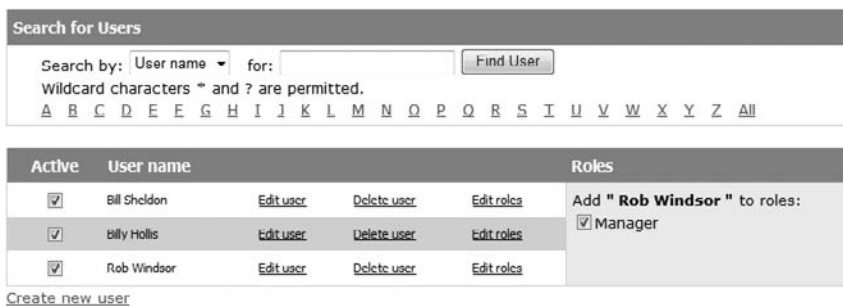 Search for Users
Search by: User name for: Find User
Wildcard characters * and ? are permitted.
A B C D E F G H I J K L M N O P Q R S T U V W X Y Z All
Active User name Roles
Bill Sheldon Edit user Delete user Edit roles Add " Rob Windsor " to roles:
Manager
Billy Hollis Edit user Delete user Edit roles
Rob Windsor Edit user Delete user Edit roles
Create new user